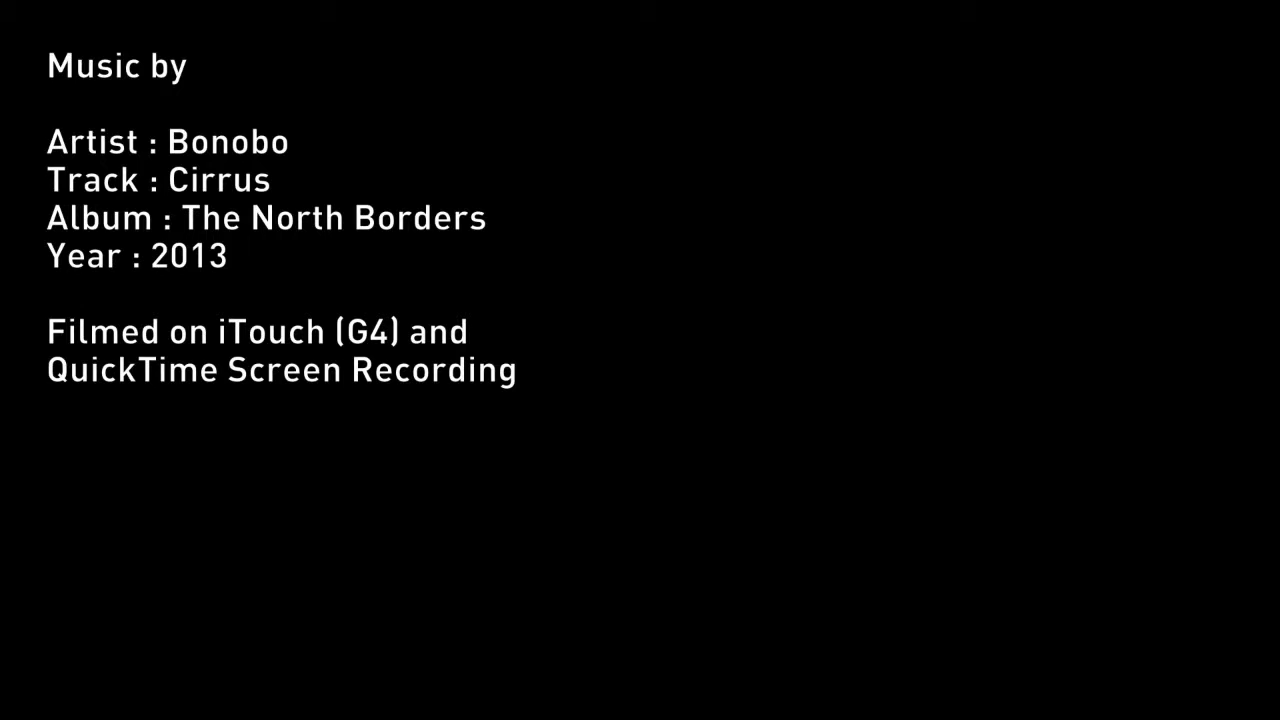 Music by
Artist : Bonobo
Track : Cirrus
Album : The North Borders
Year : 2013
Filmed on iTouch (G4) and
QuickTime Screen Recording